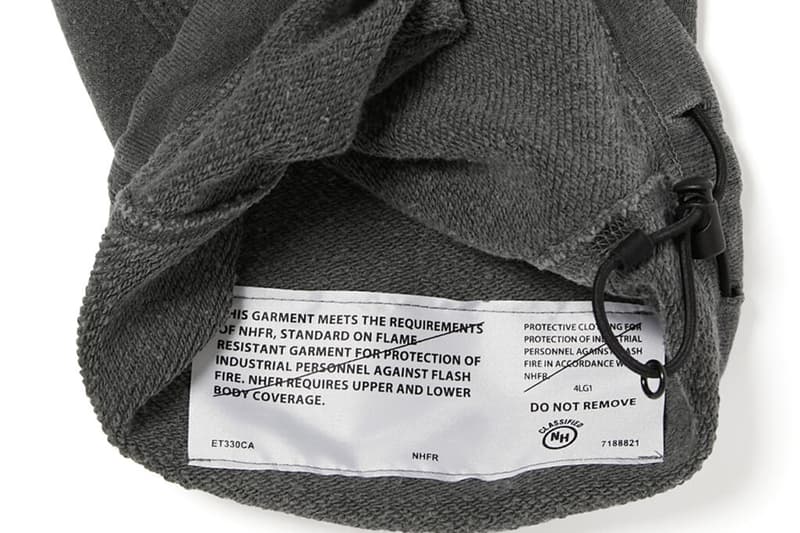 HIS GARMENT MEETS THE REQUIREMENTS
OF NHFR, STANDARD ON FLAME
RESISTANT GARMENT FOR PROTECTION OF
INDUSTRIAL PERSONNEL AGAINST FLASH
FIRE. NHFR REQUIRES UPPER AND LOWER
BODY COVERAGE.
ET330CA
NHFR
PROTECTIVE CLOTHING FOR
PROTECTION OF INDUSTRIAL
PERSONNEL AGAINST FLASH
FIRE IN ACCORDANCE W
NHFR
4LG1
DO NOT REMOVE
CLASSIFIED
NH
7188821